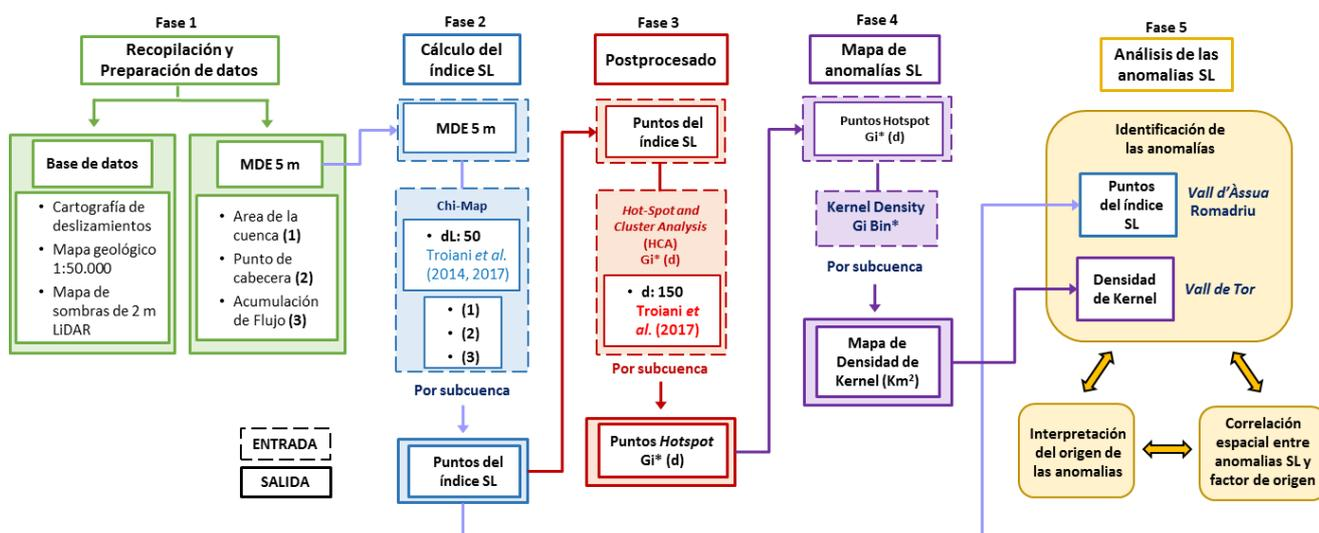 Fase 1
Recopilación y
Preparación de datos
Base de datos
• Cartografía de
deslizamientos
• Mapa geológico
1:50.000
• Mapa de
sombras de 2 m
LiDAR
MDE 5 m
• Area de la
cuenca (1)
• Punto de
cabecera (2)
• Acumulación
de Flujo (3)
ENTRADA
SALIDA
Fase 2
Cálculo del
índice SL
MDE 5 m
Chi-Map
• dL: 50
Troiani et al.
(2014, 2017)
• (1)
• (2)
• (3)
Por subcuenca
Puntos del
índice SL
Fase 3
Postprocesado
Puntos del
índice SL
Hot-Spot and
Cluster Analysis
(HCA)
Gi* (d)
• d: 150
Troiani et
al. (2017)
Por subcuenca
Puntos Hotspot
Gi* (d)
Fase 4
Mapa de
anomalías SL
Puntos Hotspot
Gi* (d)
Kernel Density
Gi Bin*
Por subcuenca
Mapa de
Densidad de
Kernel (Km²)
Fase 5
Análisis de las
anomalias SL
Identificación de
las anomalías
Puntos
del índice
SL
Vall d'Àssua
Romadriu
Densidad
de Kernel
Vall de Tor
Interpretación
del origen de
las anomalias
Correlación
espacial entre
anomalias SL y
factor de origen